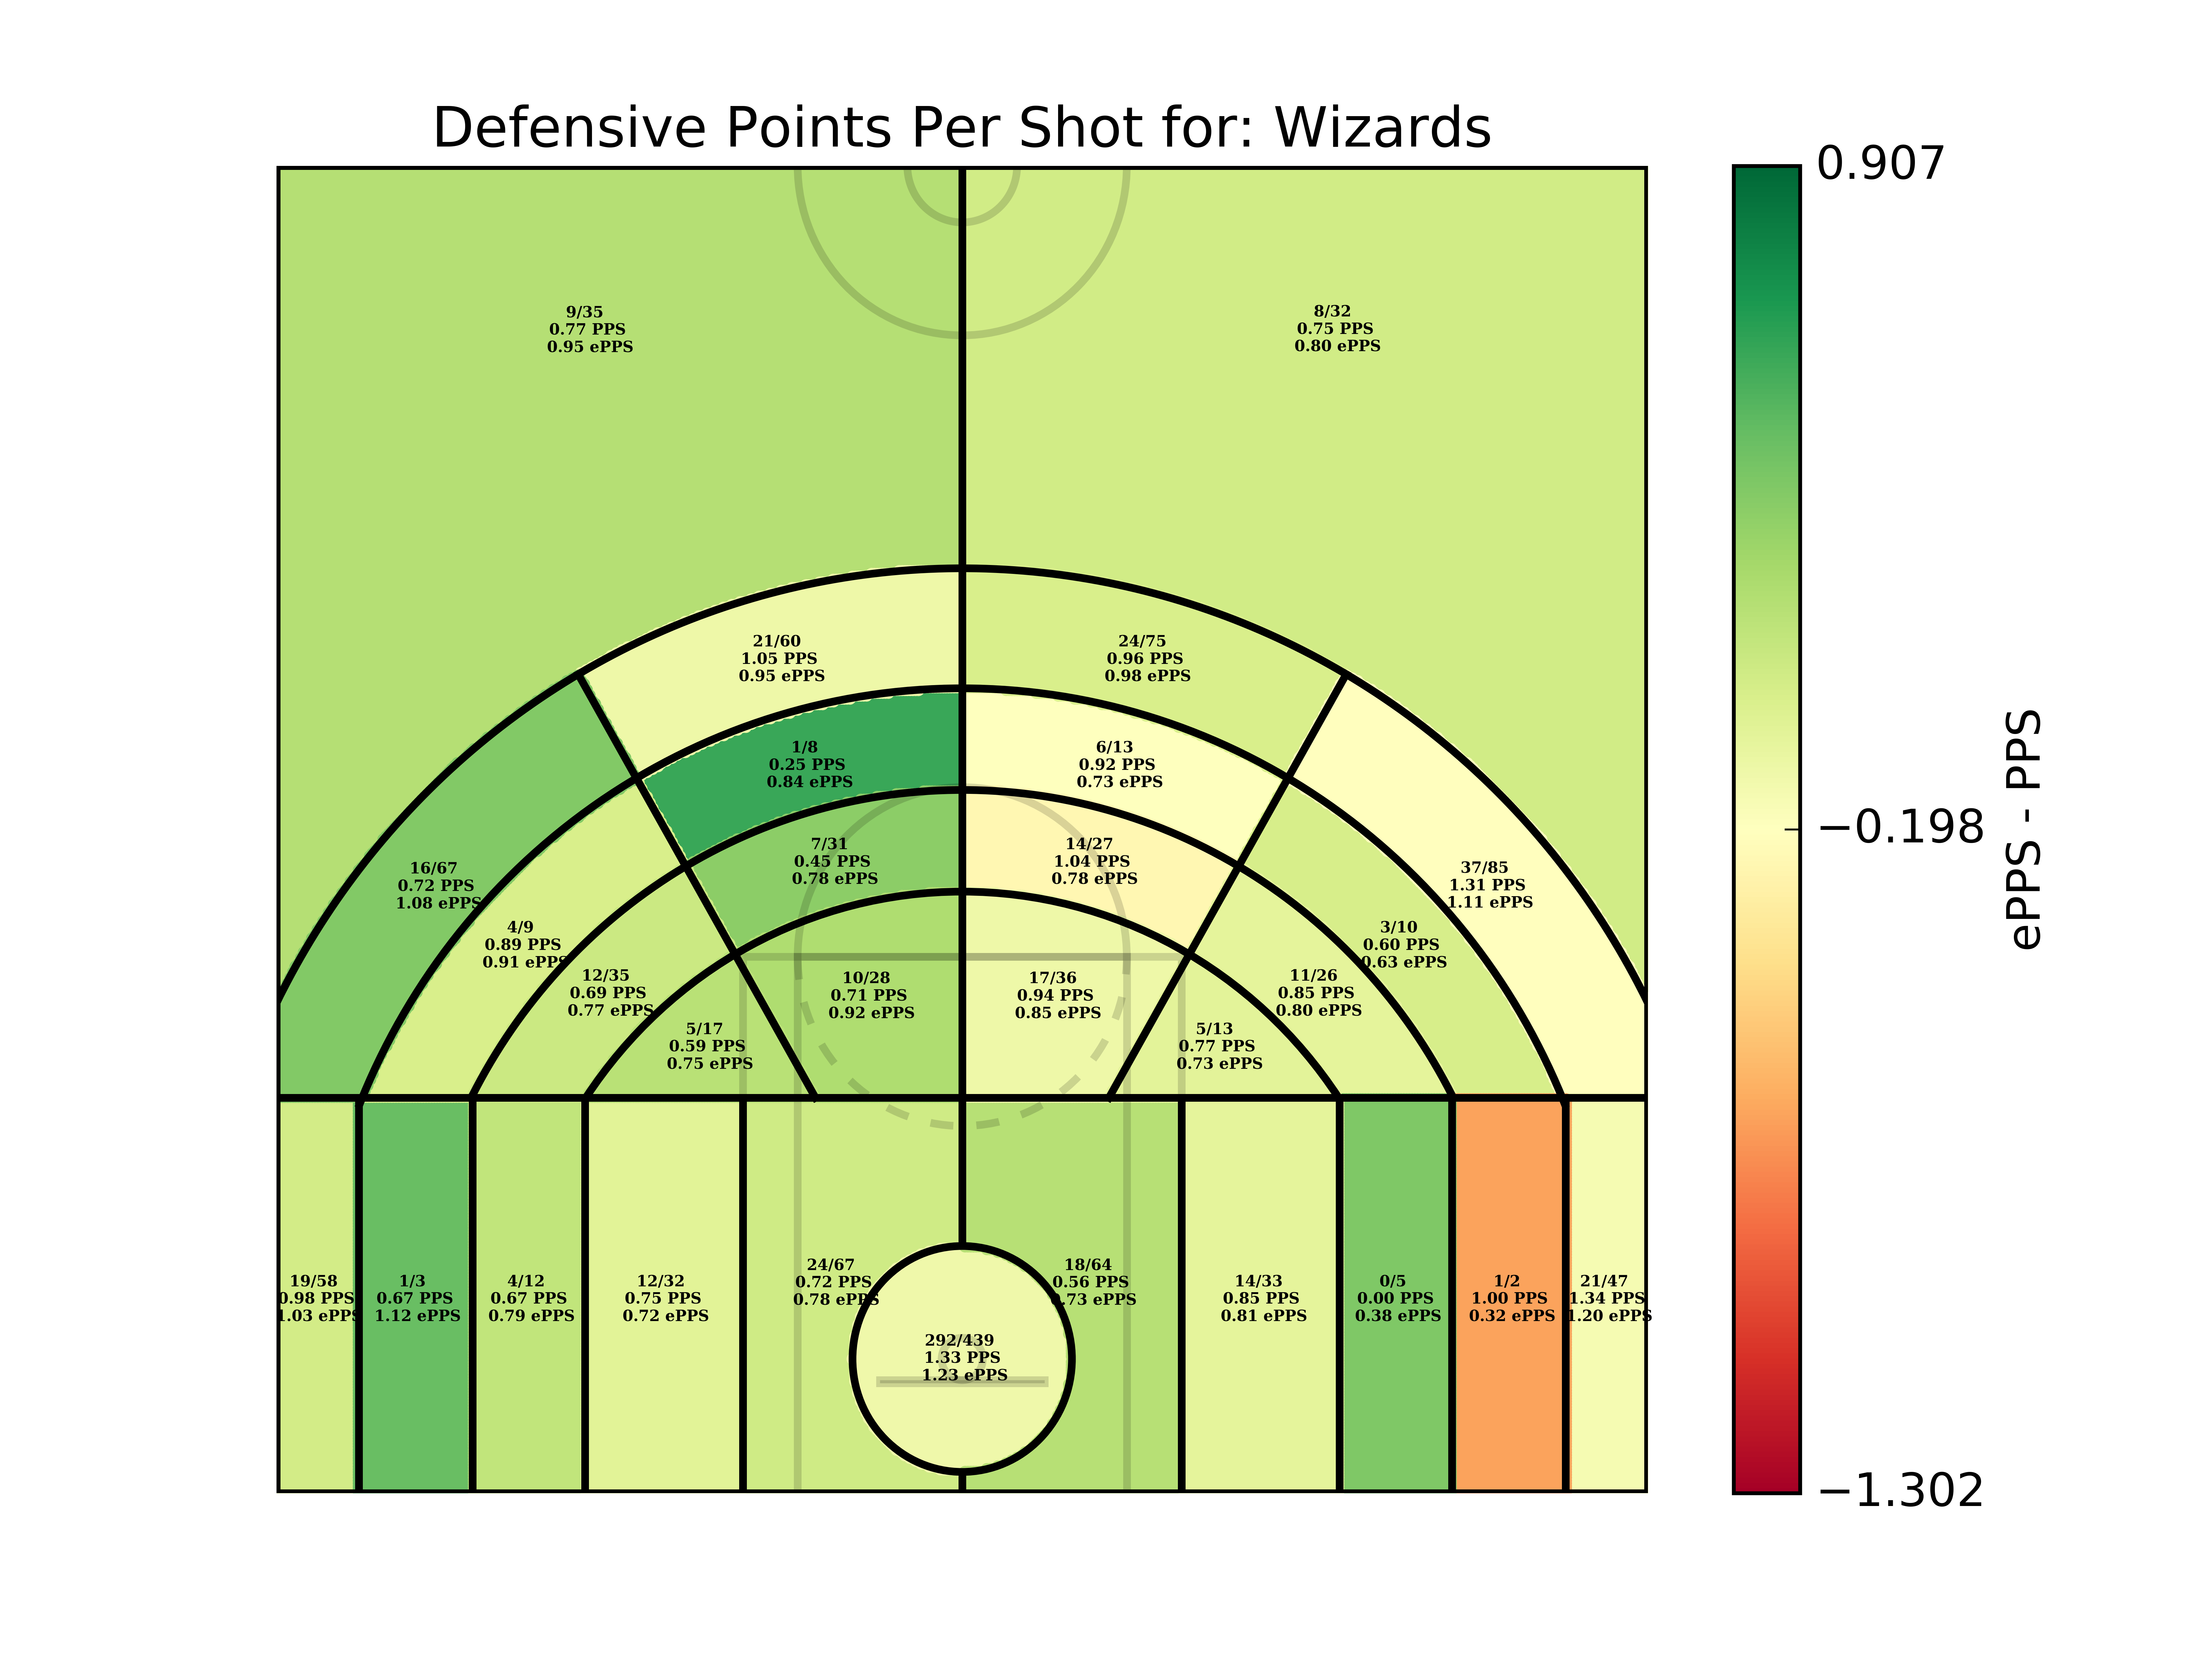 Defensive Points Per Shot for: Wizards
0.907
9/35
0.77 PPS
0.95 ePPS
8/32
0.75 PPS
0.80 ePPS
21/60
1.05 PPS
0.95 ePPS
24/75
0.96 PPS
0.98 ePPS
1/8
0.25 PPS
0.84 ePPS
6/13
0.92 PPS
0.73 ePPS
−0.198
ePPS - PPS
7/31
0.45 PPS
0.78 ePPS
14/27
1.04 PPS
0.78 ePPS
16/67
0.72 PPS
1.08 ePPS
37/85
1.31 PPS
1.11 ePPS
4/9
0.89 PPS
0.91 ePPS
3/10
0.60 PPS
0.63 ePPS
12/35
0.69 PPS
0.77 ePPS
10/28
0.71 PPS
0.92 ePPS
17/36
0.94 PPS
0.85 ePPS
11/26
0.85 PPS
0.80 ePPS
5/17
0.59 PPS
0.75 ePPS
5/13
0.77 PPS
0.73 ePPS
19/58
0.98 PPS
1.03 ePPS
1/3
0.67 PPS
1.12 ePPS
4/12
0.67 PPS
0.79 ePPS
12/32
0.75 PPS
0.72 ePPS
24/67
0.72 PPS
0.78 ePPS
18/64
0.56 PPS
0.73 ePPS
14/33
0.85 PPS
0.81 ePPS
0/5
0.00 PPS
0.38 ePPS
1/2
1.00 PPS
0.32 ePPS
21/47
1.34 PPS
1.20 ePPS
292/439
1.33 PPS
1.23 ePPS
−1.302